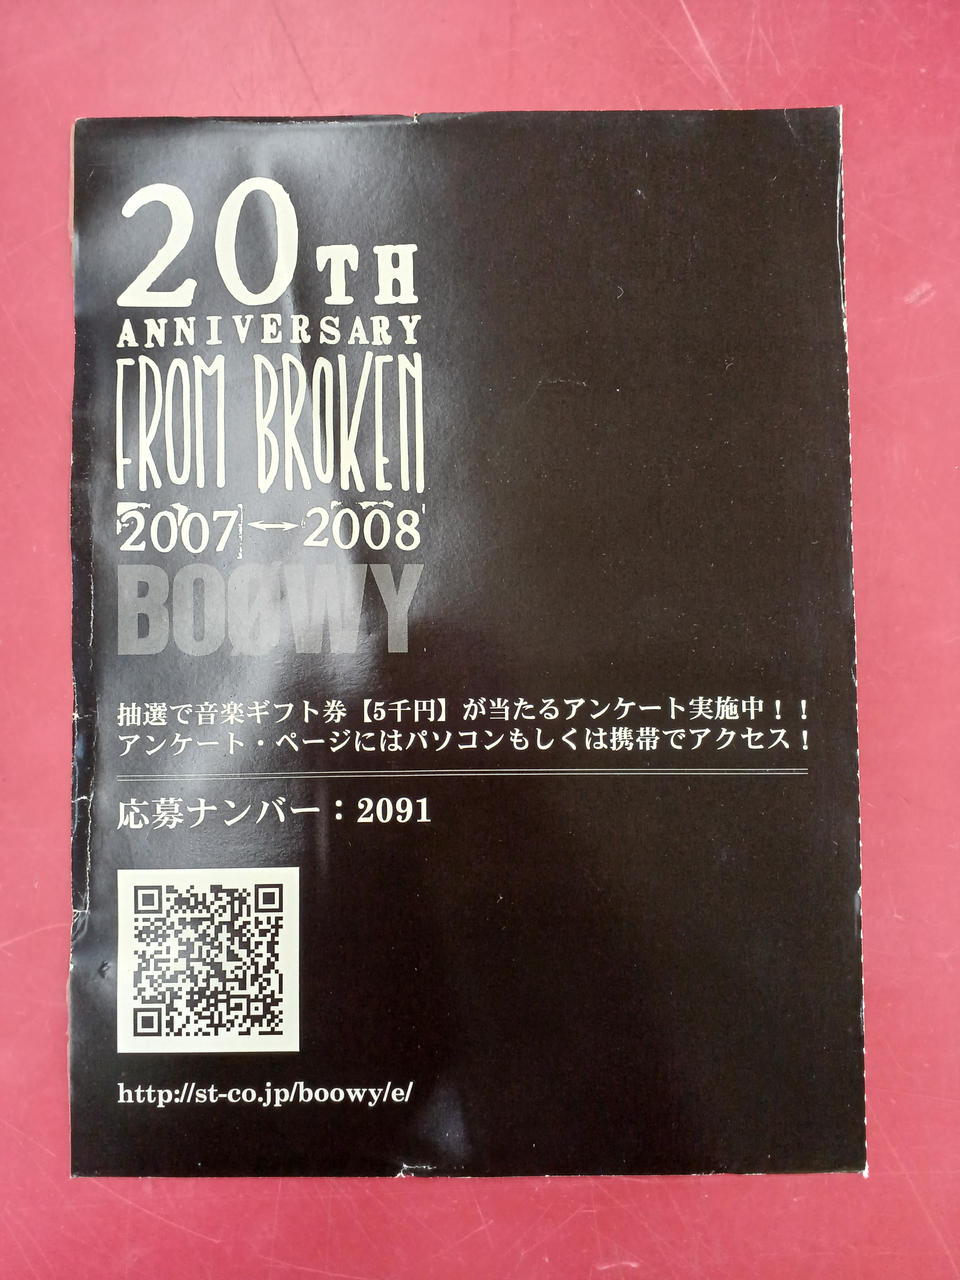 20TH
ANNIVERSARY
FROM BROKEN
2007↔2008
BOØWY
抽選で音楽ギフト券【5千円】が当たるアンケート実施中！！
アンケート・ページにはパソコンもしくは携帯でアクセス！
応募ナンバー：2091
http://st-co.jp/boowy/e/